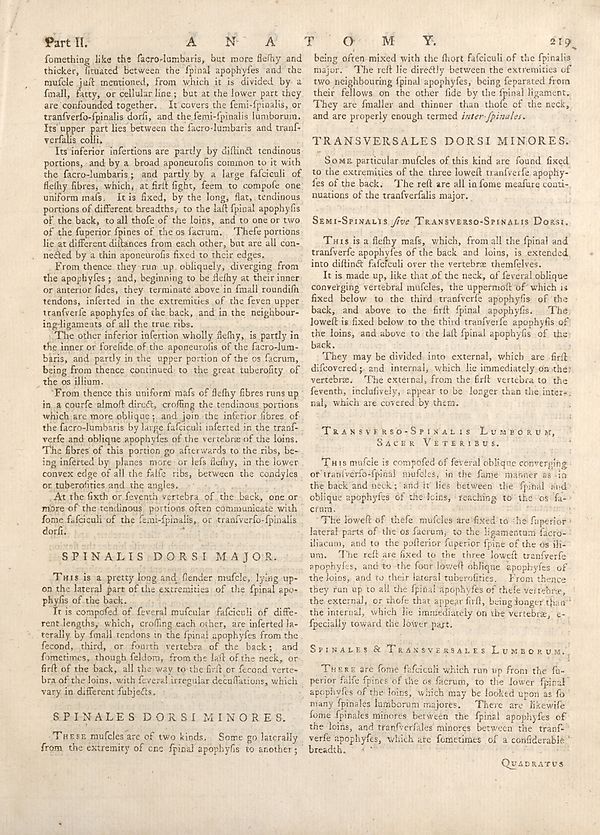 Part II. A N A T O M Y. 219
ſomething like the ſacro-lumbaris, but more fleſhy and
thicker, ſituated between the ſpinal apophyſes and the
muſcle juſt mentioned, from which it is divided by a
ſmall, fatty, or cellular line; but at the lower part they
are confounded together. It covers the ſemi-ſpinalis, or
tranſverſo-ſpinalis dorſi, and the ſemi-ſpinalis lumborum.
Its upper part lies between the ſacro-lumbaris and tranſ-
verſalis colli.
Its inferior inſertions are partly by diſtinct tendinous
portions, and by a broad aponeuroſis common to it with
the ſacro-lumbaris; and partly by a large faſciculi of
fleſhy fibres, which, at firſt ſight, ſeem to compoſe one
uniform maſs. It is fixed, by the long, flat, tendinous
portions of different breadths, to the laſt ſpinal apophyſis
of the back, to all thoſe of the loins, and to one or two
of the ſuperior ſpines of the os ſacrum. Theſe portions
lie at different diſtances from each other, but are all con-
nected by a thin aponeuroſis fixed to their edges.
From thence they run up obliquely, diverging from
the apophyſes; and, beginning to be fleſhy at their inner
or anterior ſides, they terminate above in ſmall roundiſh
tendons, inſerted in the extremities of the ſeven upper
tranſverſe apophyſes of the back, and in the neighbour-
ing ligaments of all the true ribs.
The other inferior inſertion wholly fleſhy, is partly in
the inner or foreſide of the aponeuroſis of the ſacro-lum-
baris, and partly in the upper portion of the os ſacrum,
being from thence continued to the great tuberoſity of
the os illium.
From thence this uniform maſs of fleſhy fibres runs up
in a courſe almoſt direct, croſſing the tendinous portions
which are more oblique; and join the inferior fibres of
the ſacro-lumbaris by large faſciculi inſerted in the tranſ-
verſe and oblique apophyſes of the vertebræ of the loins.
The fibres of this portion go afterwards to the ribs, be-
ing inſerted by planes more or leſs fleſhy, in the lower
convex edge of all the falſe ribs, between the condyles
or tuberoſities and the angles.
At the ſixth or ſeventh vertebra of the back, one or
more of the tendinous portions often communicate with
ſome faſciculi of the ſemi-ſpinalis, or tranſverſo-ſpinalis
dorſi.
SPINALIS DORSI MAJOR.
THIS is a pretty long and ſlender muſcle, lying up-
on the lateral part of the extremities of the ſpinal apo-
phyſis of the back.
It is compoſed of ſeveral muſcular faſciculi of diffe-
rent lengths, which, croſſing each other, are inſerted la-
terally by ſmall tendons in the ſpinal apophyſes from the
ſecond, third, or fourth vertebra of the back; and
ſometimes, though ſeldom, from the laſt of the neck, or
firſt of the back, all the way to the firſt or ſecond verte-
bra of the loins. with ſeveral irregular decuſſations, which
vary in different ſubjects.
SPINALES DORSI MINORES.
THESE muſcles are of two kinds. Some go laterally
from the extremity of one ſpinal apophyſis to another;
being often mixed with the ſhort faſciculi of the ſpinalis
major. The reſt lie directly between the extremities of
two neighbouring ſpinal apophyſes, being ſeparated from
their fellows on the other ſide by the ſpinal ligament.
They are ſmaller and thinner than thoſe of the neck,
and are properly enough termed inter-ſpinales.
TRANSVERSALES DORSI MINORES.
SOME particular muſcles of this kind are found fixed
to the extremities of the three loweſt tranſverſe apophy-
ſes of the back. The reſt are all in ſome meaſure conti-
nuations of the tranſverſalis major.
SEMI-SPINALIS ſive TRANSVERSO-SPINALIS DORSI.
THIS is a fleſhy maſs, which, from all the ſpinal and
tranſverſe apophyſes of the back and loins, is extended
into diſtinct faſciculi over the vertebræ themſelves.
It is made up, like that of the neck, of ſeveral oblique
converging vertebral muſcles, the uppermoſt of which is
fixed below to the third tranſverſe apophyſis of the
back, and above to the firſt ſpinal apophyſis. The
loweſt is fixed below to the third tranſverſe apophyſis of
the loins, and above to the laſt ſpinal apophyſis of the
back.
They may be divided into external, which are firſt
diſcovered; and internal, which lie immediately on the
vertebræ. The external, from the firſt vertebra to the
ſeventh, incluſively, appear to be longer than the inter-
nal, which are covered by them.
TRANSVERSO-SPINALIS LUMBORUM,
SACER VETERIBUS.
THIS muſcle is compoſed of ſeveral oblique converging
or tranſverſo-ſpinal muſcles, in the ſame manner as in
the back and neck; and it lies between the ſpinal and
oblique apophyſes of the loins, reaching to the os ſa-
crum.
The loweſt of theſe muſcles are fixed to the ſuperior
lateral parts of the os ſacrum, to the ligamentum ſacro-
iliacum, and to the poſterior ſuperior ſpine of the os ili-
um. The reſt are fixed to the three loweſt tranſverſe
apophyſes, and to the four loweſt oblique apophyſes of
the loins, and to their lateral tuberoſities. From thence
they run up to all the ſpinal apophyſes of theſe vertebræ,
the external, or thoſe that appear firſt, being longer than
the internal, which lie immediately on the vertebræ, e-
ſpecially toward the lower part.
SPINALES & TRANSVERSALES LUMBORUM.
THERE are ſome faſciculi which run up from the ſu-
perior falſe ſpines of the os ſacrum, to the lower ſpinal
apophyſes of the loins, which may be looked upon as ſo
many ſpinales lumborum majores. There are likewiſe
ſome ſpinales minores between the ſpinal apophyſes of
the loins, and tranſverſales minores between the tranſ-
verſe apophyſes, which are ſometimes of a conſiderable
breadth.
QUADRATUS